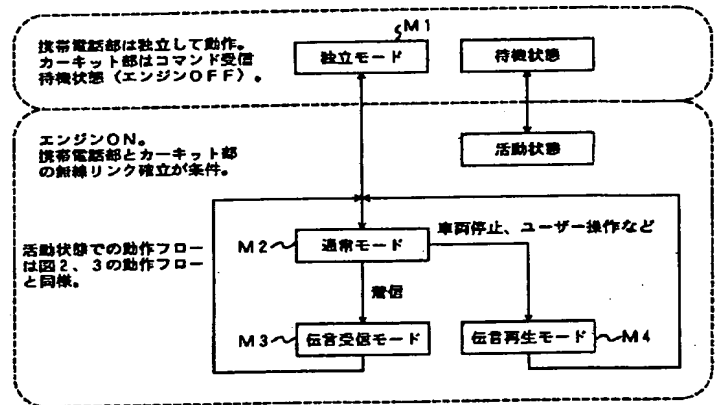 携帯電話部は独立して動作。
カーキット部はコマンド受信
待機状態（エンジンOFF）。
M1
独立モード
待機状態
エンジンON。
携帯電話部とカーキット部
の無線リンク確立が条件。
活動状態
活動状態での動作フロー
は図2、3の動作フロー
と同様。
M2
通常モード
車両停止、ユーザー操作など
着信
M3
伝言受信モード
伝言再生モード
M4